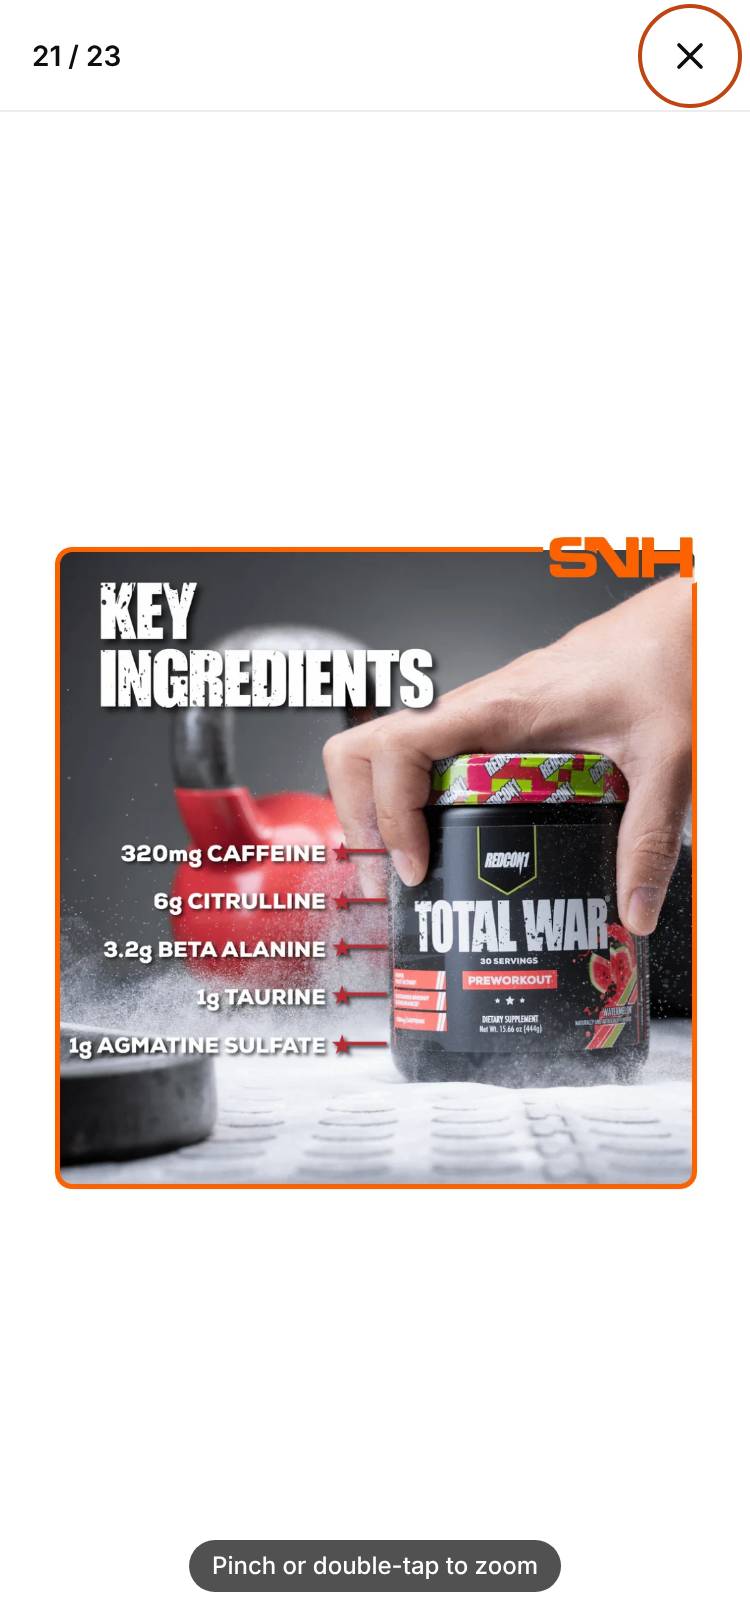 21 / 23
SNH
KEY
INGREDIENTS
320mg CAFFEINE
6g CITRULLINE
3.2g BETA ALANINE
1g TAURINE
1g AGMATINE SULFATE
REDCON1
TOTAL WAR
30 SERVINGS
PREWORKOUT
DIETARY SUPPLEMENT
Net Wt. 15.66 oz (444g)
WATERMELON
Pinch or double-tap to zoom